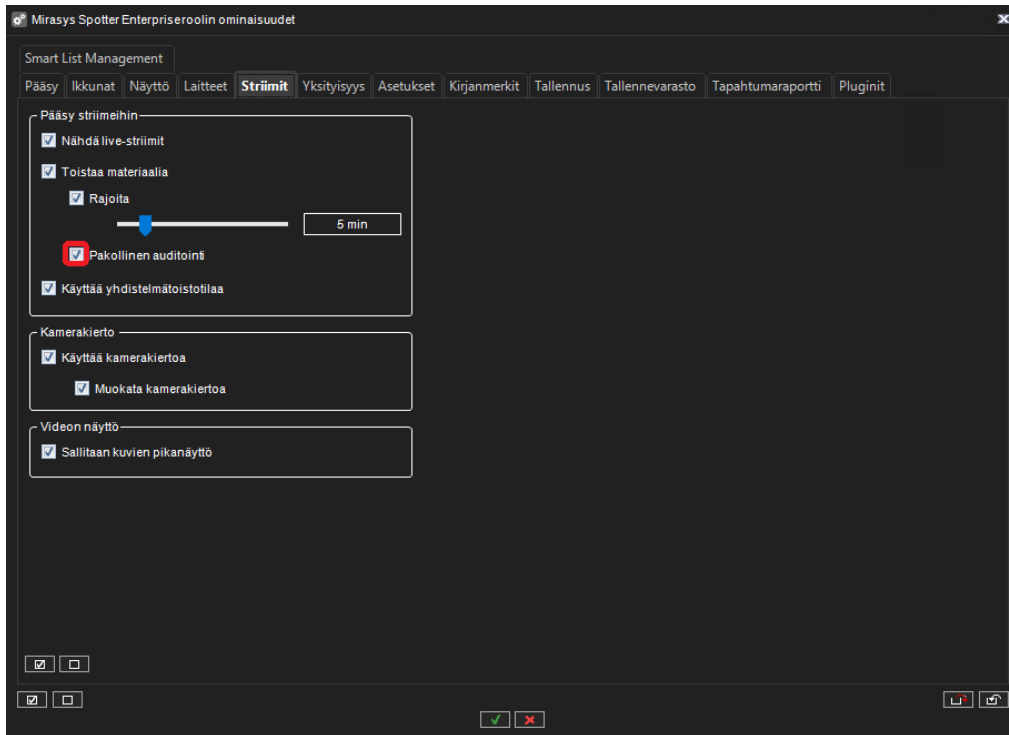 Mirasys Spotter Enterpriseroolin ominaisuudet
Smart List Management
Pääsy Ikkunat Näyttö Laitteet Striimit Yksityisyys Asetukset Kirjanmerkit Tallennus Tallennevarasto Tapahtumaraportti Pluginit
Pääsy striimeihin
Nähdä live-striimit
Toistaa materiaalia
Rajoita
5 min
Pakollinen auditointi
Käyttää yhdistelmätoistotilaa
Kamerakierto
Käyttää kamerakiertoa
Muokata kamerakiertoa
Videon näyttö
Sallitaan kuvien pikanäyttö